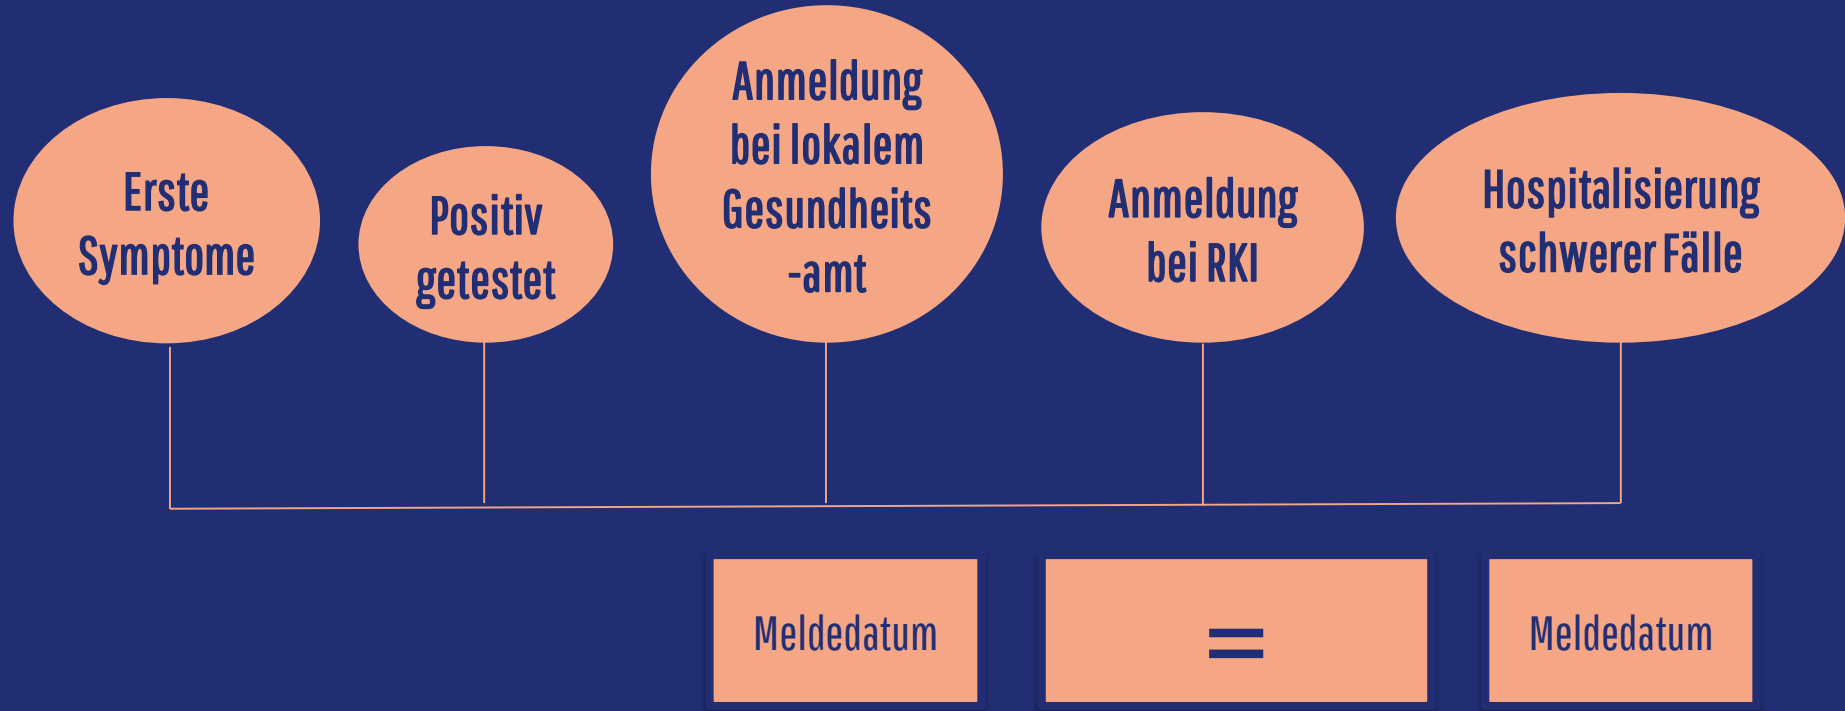 Erste
Symptome
Positiv
getestet
Anmeldung
bei lokalem
Gesundheits
-amt
Anmeldung
bei RKI
Hospitalisierung
schwerer Fälle
Meldedatum
=
Meldedatum